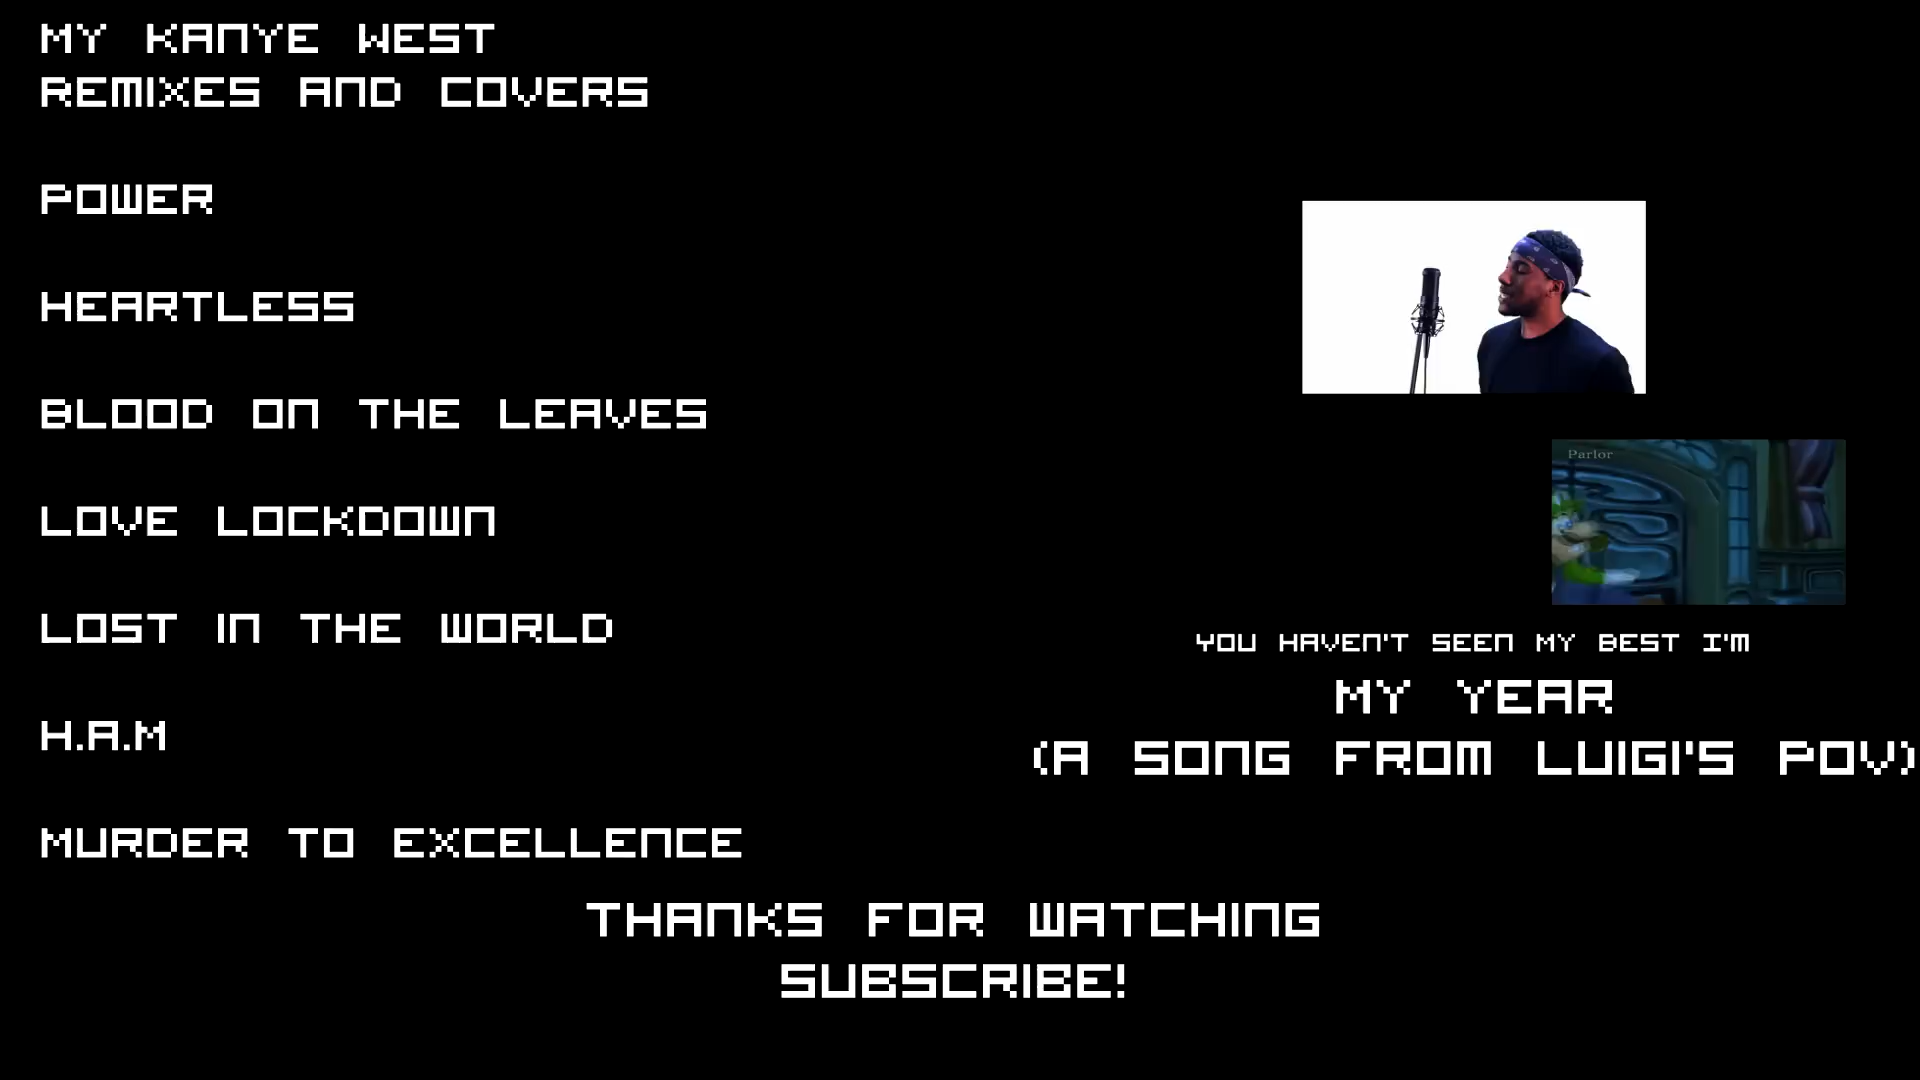 MY KANYE WEST
REMIXES AND COVERS
POWER
HEARTLESS
BLOOD ON THE LEAVES
LOVE LOCKDOWN
LOST IN THE WORLD
H.A.M
MURDER TO EXCELLENCE
Parlor
YOU HAVEN'T SEEN MY BEST I'M
MY YEAR
(A SONG FROM LUIGI'S POV)
THANKS FOR WATCHING
SUBSCRIBE!